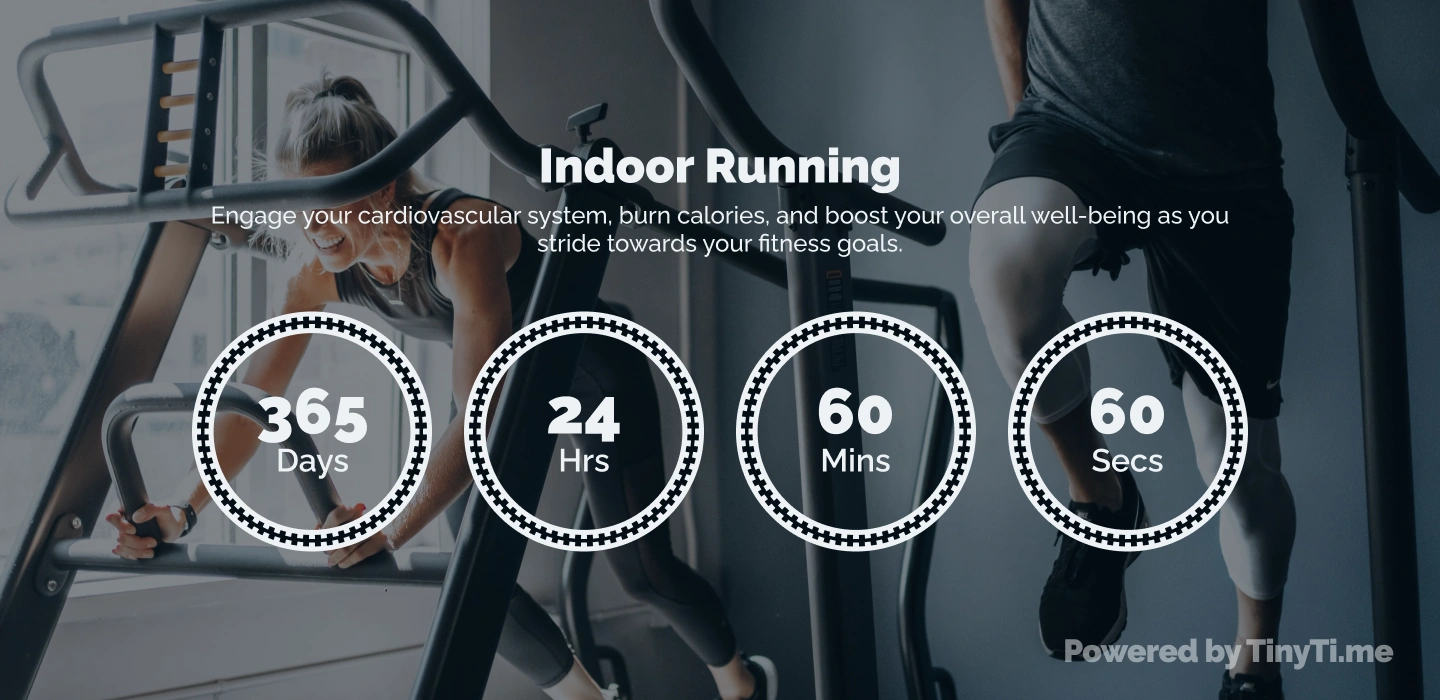 Indoor Running
Engage your cardiovascular system, burn calories, and boost your overall well-being as you
stride towards your fitness goals.
365
Days
24
Hrs
60
Mins
60
Secs
Powered by TinyTi.me